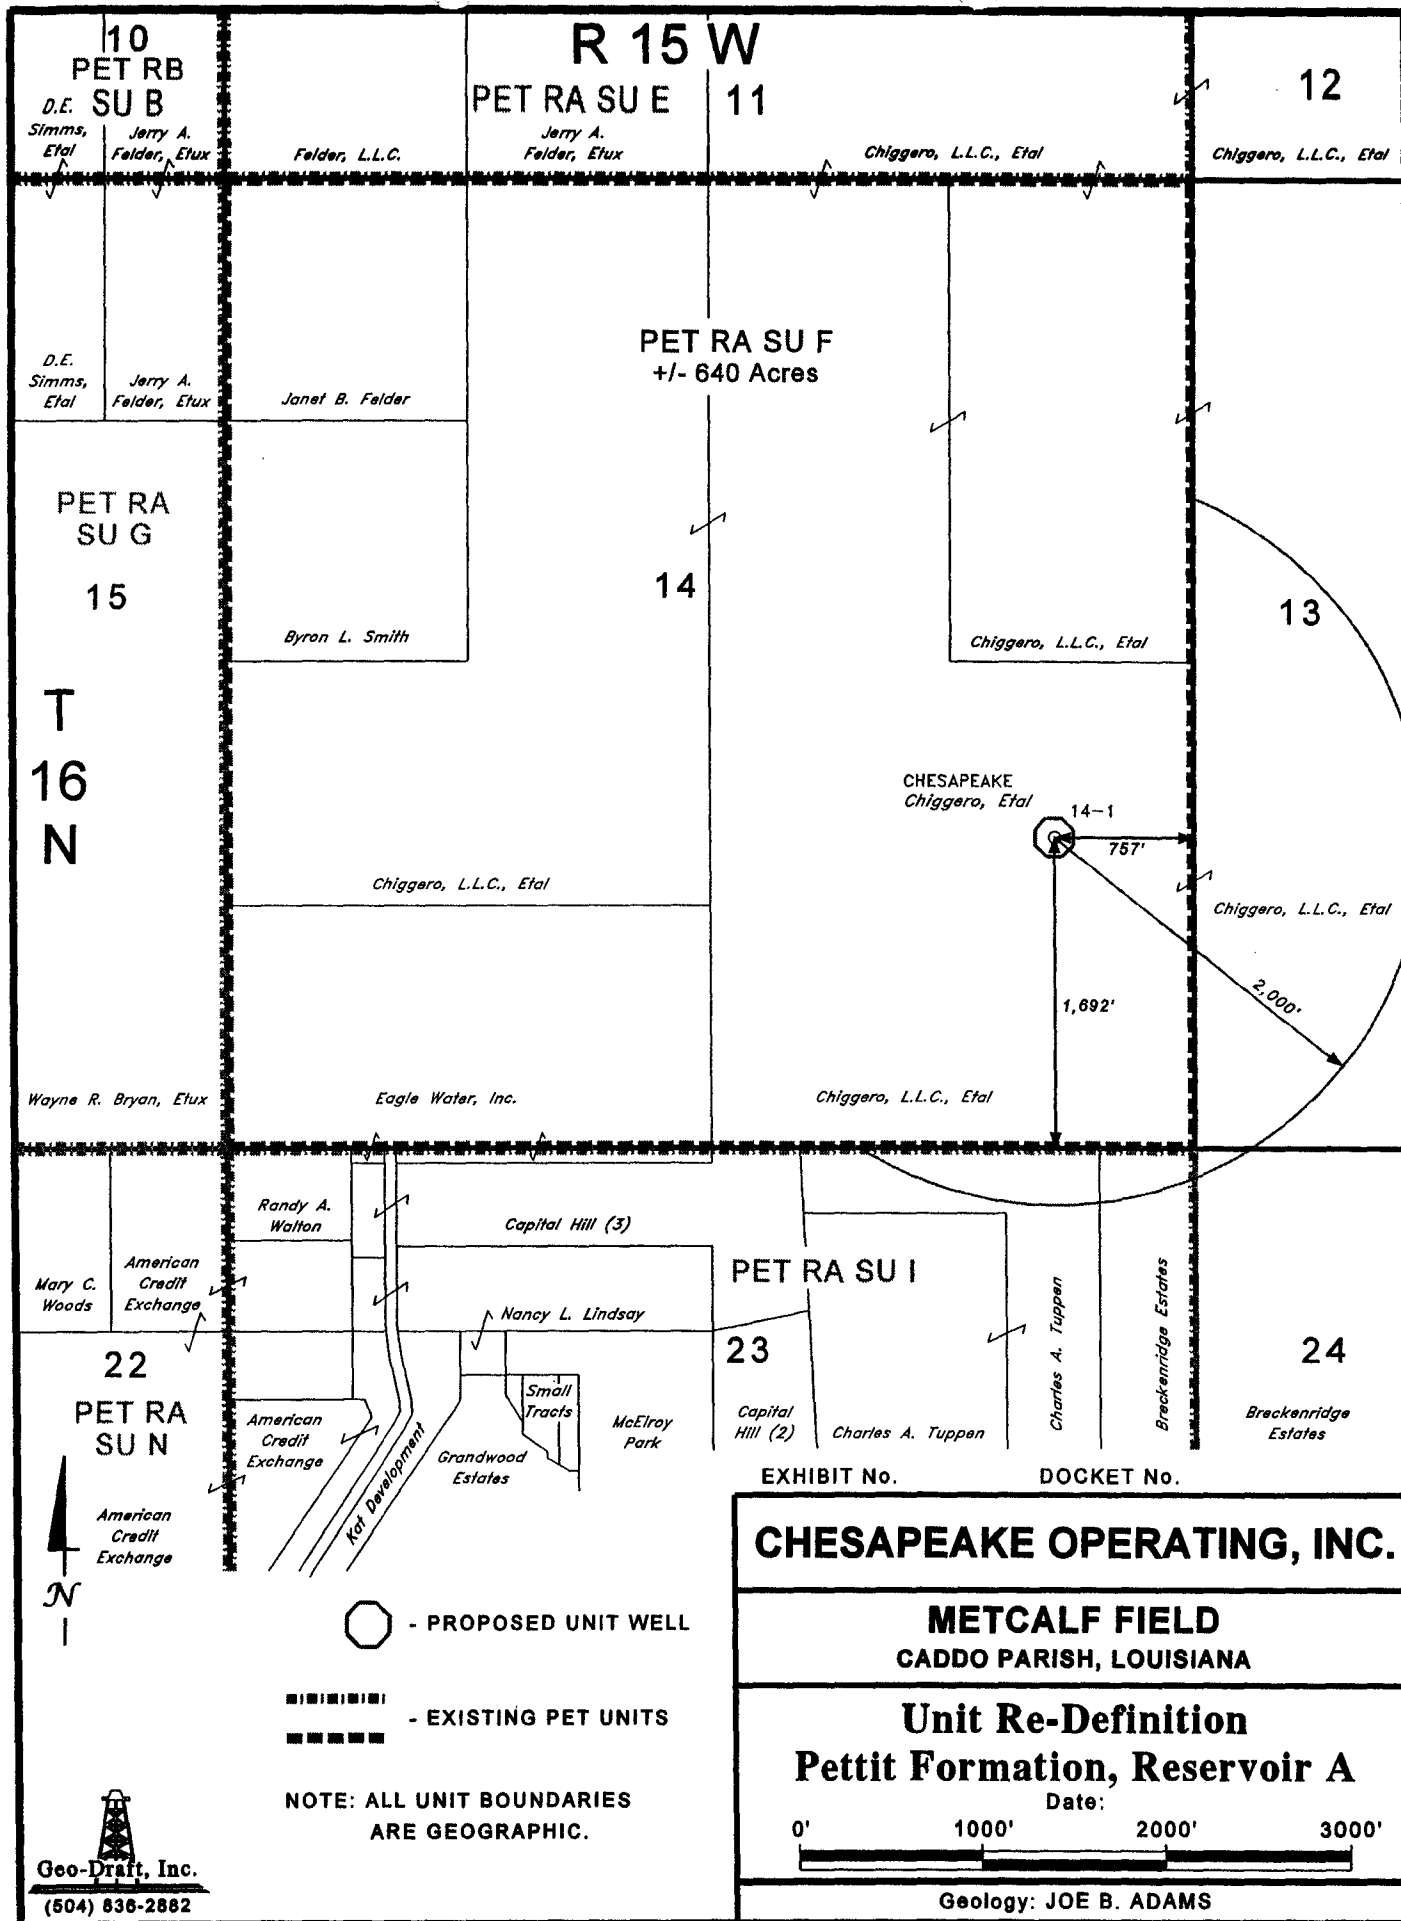 R 15 W
10
PET RB
SU B
D.E.
Simms,
Etal
Jerry A.
Felder, Etux
Felder, L.L.C.
PET RA SU E
11
Jerry A.
Felder, Etux
Chiggero, L.L.C., Etal
12
Chiggero, L.L.C., Etal
PET RA SU F
+/- 640 Acres
D.E.
Simms,
Etal
Jerry A.
Felder, Etux
Janet B. Felder
PET RA
SU G
15
14
13
Byron L. Smith
Chiggero, L.L.C., Etal
T
16
N
CHESAPEAKE
Chiggero, Etal
14-1
757'
Chiggero, L.L.C., Etal
Chiggero, L.L.C., Etal
2,000'
1,692'
Wayne R. Bryan, Etux
Eagle Water, Inc.
Chiggero, L.L.C., Etal
Randy A.
Walton
Capital Hill (3)
PET RA SU I
Mary C.
Woods
American
Credit
Exchange
Nancy L. Lindsay
Charles A. Tuppen
Breckenridge Estates
22
PET RA
SU N
23
24
American
Credit
Exchange
Kat Development
Grandwood
Estates
Small
Tracts
McElroy
Park
Capital
Hill (2)
Charles A. Tuppen
Breckenridge
Estates
American
Credit
Exchange
N
EXHIBIT No.
DOCKET No.
CHESAPEAKE OPERATING, INC.
METCALF FIELD
CADDO PARISH, LOUISIANA
Unit Re-Definition
Pettit Formation, Reservoir A
Date:
0' 1000' 2000' 3000'
Geology: JOE B. ADAMS
- PROPOSED UNIT WELL
- EXISTING PET UNITS
NOTE: ALL UNIT BOUNDARIES
ARE GEOGRAPHIC.
Geo-Draft, Inc.
(504) 836-2882